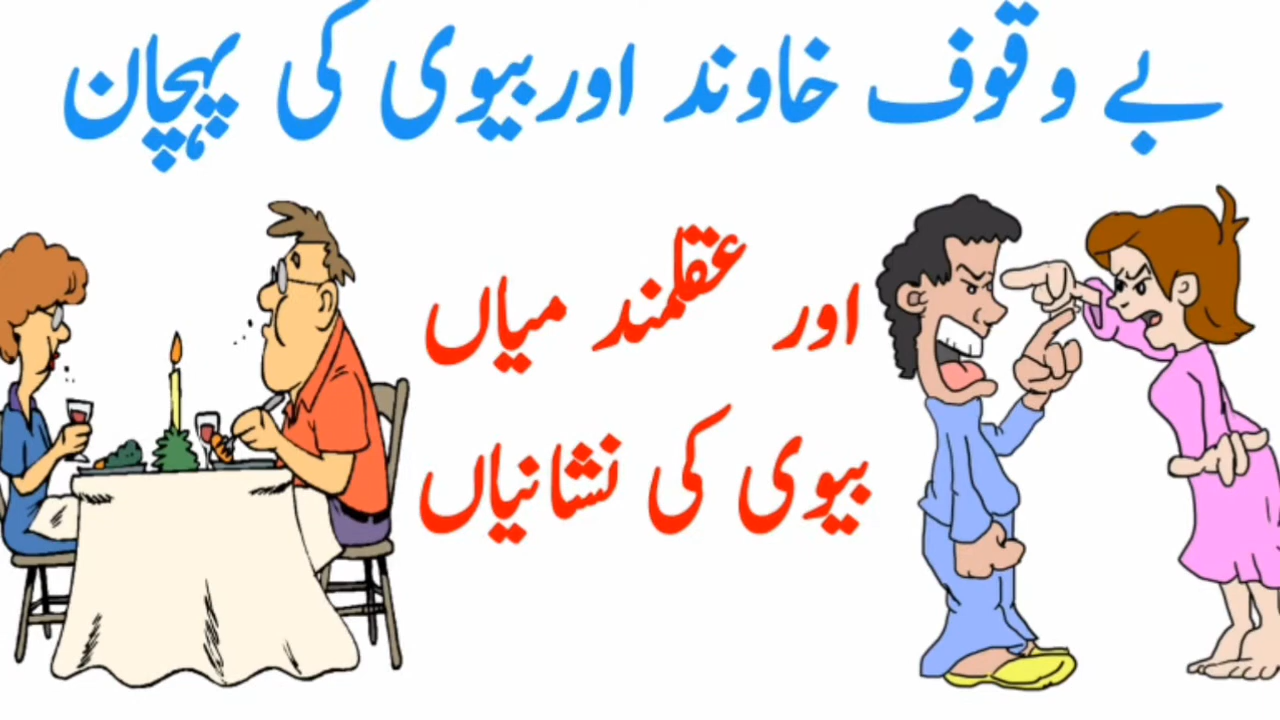 بے وقوف خاوند اور بیوی کی پہچان
اور عقلمند میاں
بیوی کی نشانیاں